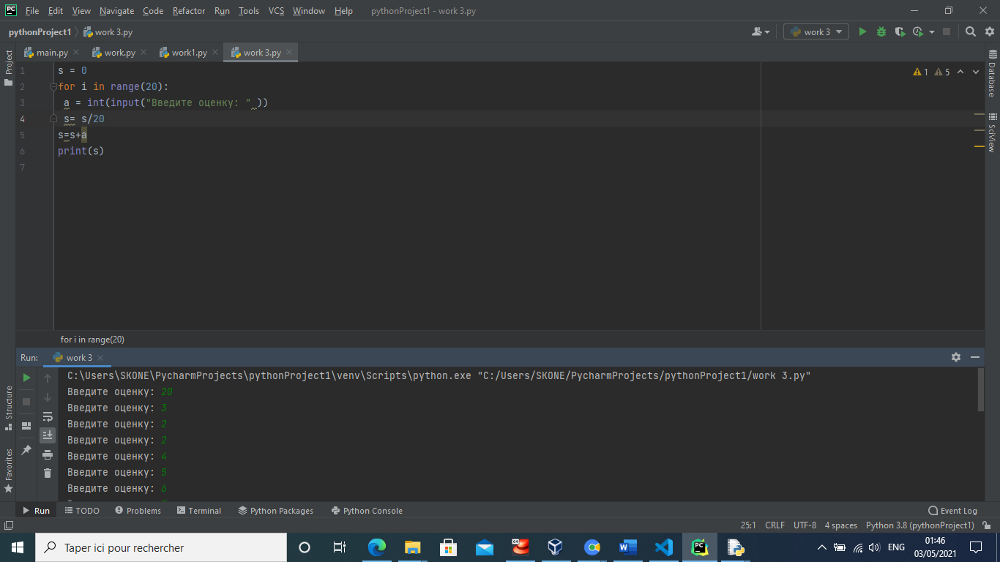 File Edit View Navigate Code Refactor Run Tools VCS Window Help pythonProject1 - work 3.py
pythonProject1 work 3.py work 3
main.py work.py work1.py work 3.py
Project
Database
SciView
Structure
Favorites
1 s = 0
2 for i in range(20):
3 a = int(input("Введите оценку: " ))
4 s= s/20
5 s=s+a
6 print(s)
7
1 5
for i in range(20)
Run: work 3
C:\Users\SKONE\PycharmProjects\pythonProject1\venv\Scripts\python.exe "C:/Users/SKONE/PycharmProjects/pythonProject1/work 3.py"
Введите оценку: 20
Введите оценку: 3
Введите оценку: 2
Введите оценку: 2
Введите оценку: 4
Введите оценку: 5
Введите оценку: 6
Run TODO Problems Terminal Python Packages Python Console Event Log
25:1 CRLF UTF-8 4 spaces Python 3.8 (pythonProject1)
Taper ici pour rechercher
ENG
01:46
03/05/2021